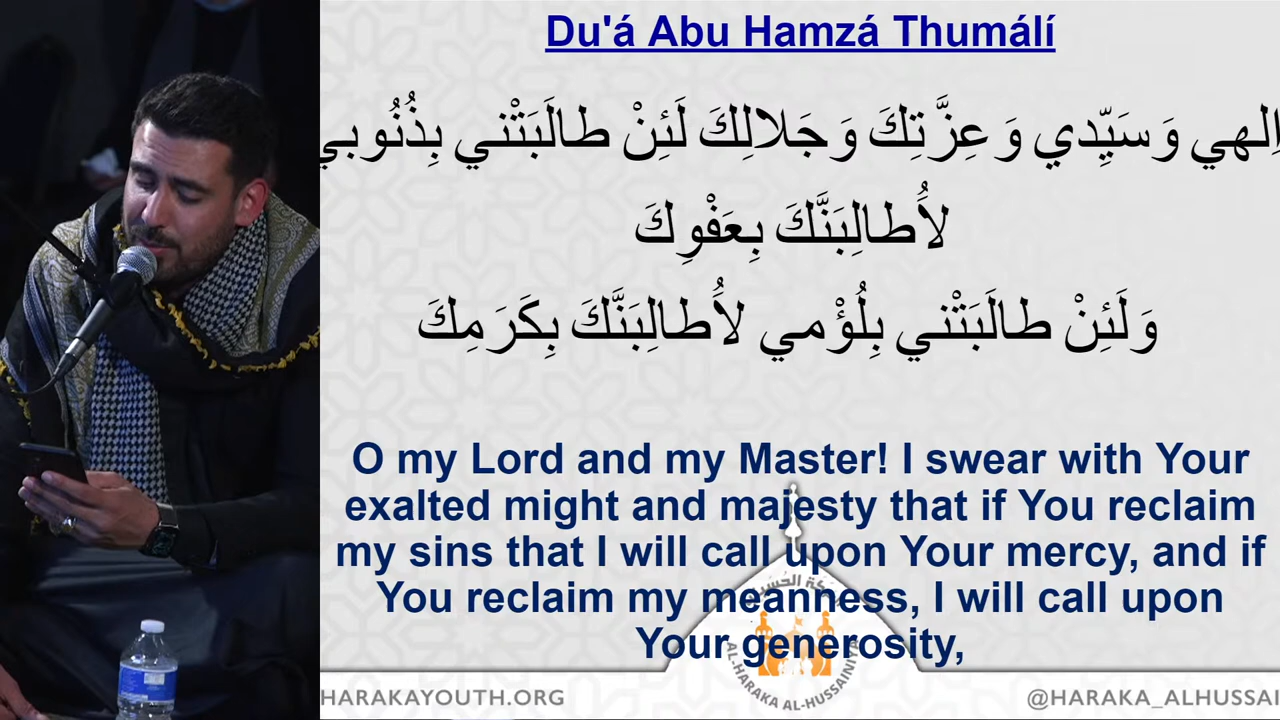 Du'á Abu Hamzá Thumálí
اِلهي وَسَيِّدي وَعِزَّتِكَ وَجَلالِكَ لَئِنْ طالَبَتْني بِذُنُوبي
لأُطالِبَنَّكَ بِعَفْوِكَ
وَلَئِنْ طالَبَتْني بِلُؤْمي لأُطالِبَنَّكَ بِكَرَمِكَ
O my Lord and my Master! I swear with Your
exalted might and majesty that if You reclaim
my sins that I will call upon Your mercy, and if
You reclaim my meanness, I will call upon
Your generosity,
AL-HARAKA AL-HUSSAINIYA
HARAKAYOUTH.ORG
@HARAKA_ALHUSSAI